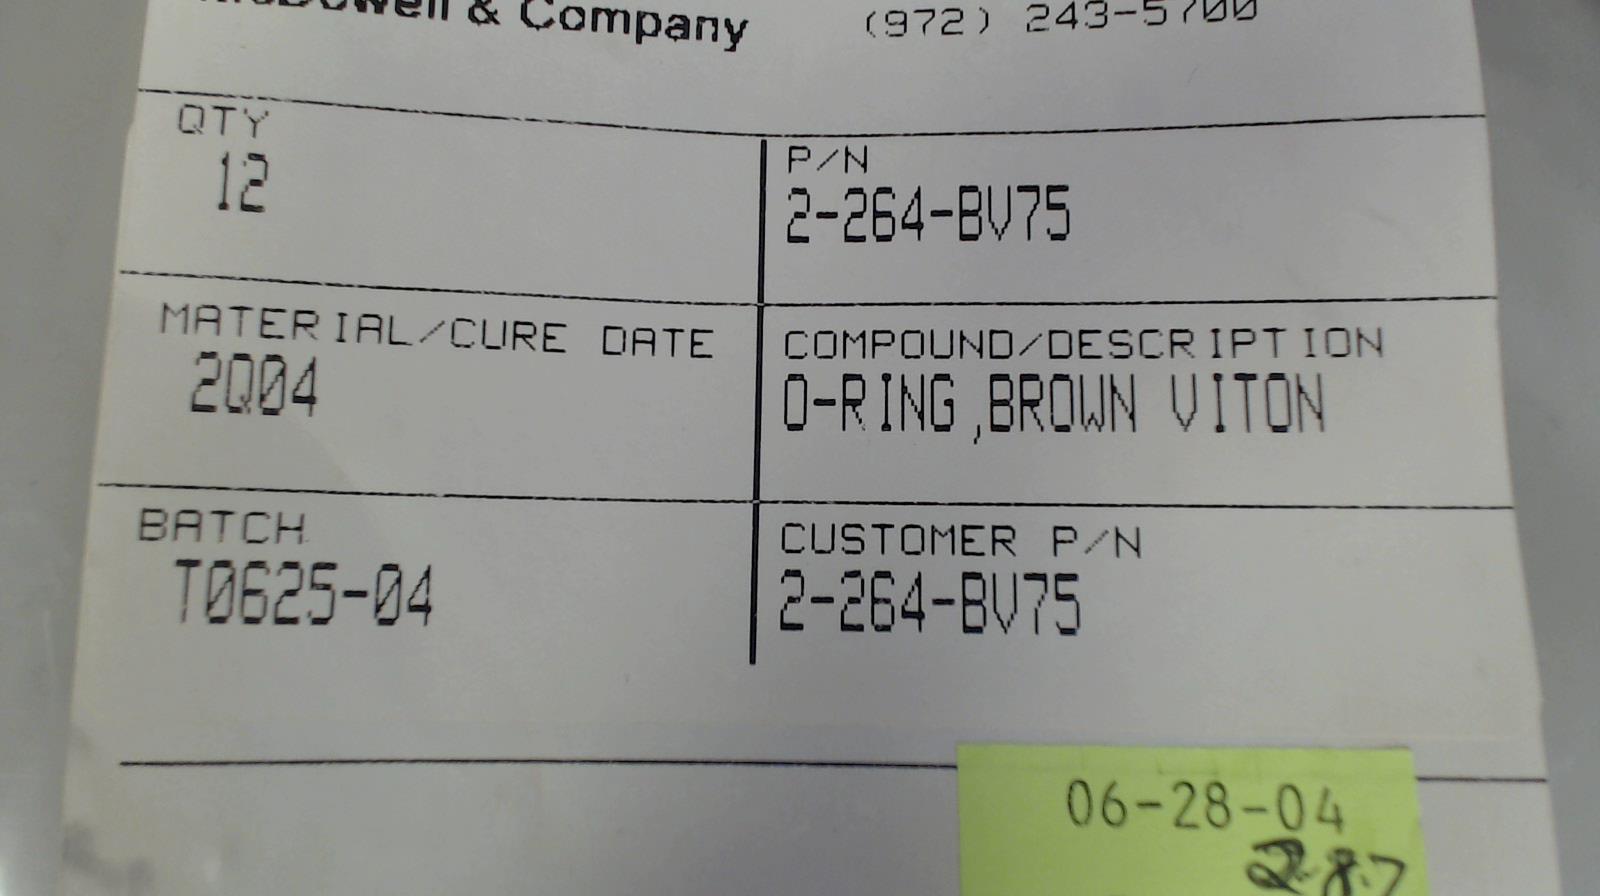 McDowell & Company (972) 243-5700
QTY
12
P/N
2-264-BV75
MATERIAL/CURE DATE
2Q04
COMPOUND/DESCRIPTION
O-RING,BROWN VITON
BATCH
T0625-04
CUSTOMER P/N
2-264-BV75
06-28-04